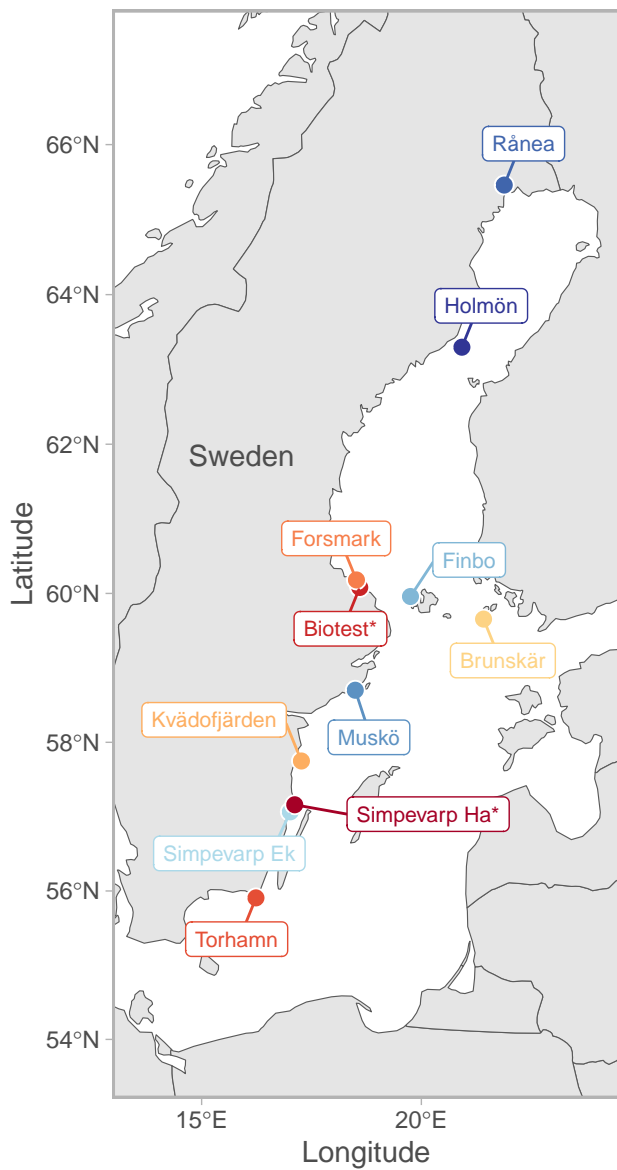 66°N
Rånea
64°N
Holmön
62°N
Sweden
Forsmark
Finbo
60°N
Biotest*
Brunskär
Kvädofjärden
Muskö
58°N
Simpevarp Ha*
Simpevarp Ek
56°N
Torhamn
54°N
15°E
20°E
Longitude
Latitude